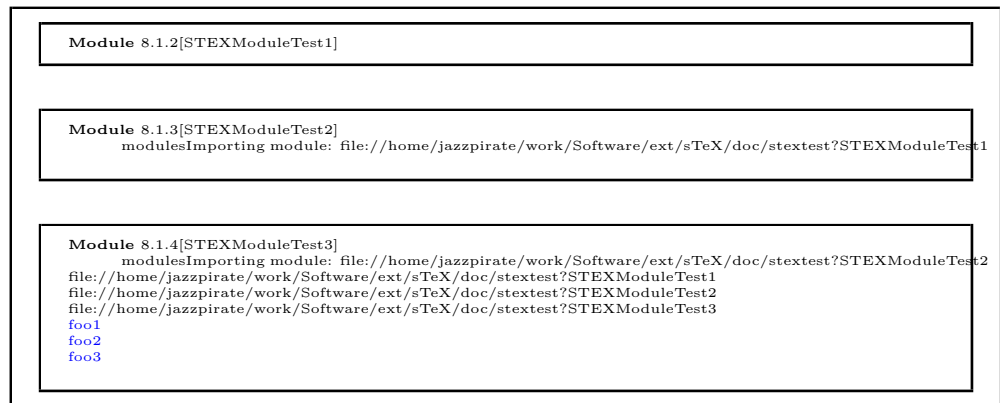 Module 8.1.2[STEXModuleTest1]
Module 8.1.3[STEXModuleTest2]
modulesImporting module: file://home/jazzpirate/work/Software/ext/sTeX/doc/stextest?STEXModuleTest1
Module 8.1.4[STEXModuleTest3]
modulesImporting module: file://home/jazzpirate/work/Software/ext/sTeX/doc/stextest?STEXModuleTest2
file://home/jazzpirate/work/Software/ext/sTeX/doc/stextest?STEXModuleTest1
file://home/jazzpirate/work/Software/ext/sTeX/doc/stextest?STEXModuleTest2
file://home/jazzpirate/work/Software/ext/sTeX/doc/stextest?STEXModuleTest3
foo1
foo2
foo3